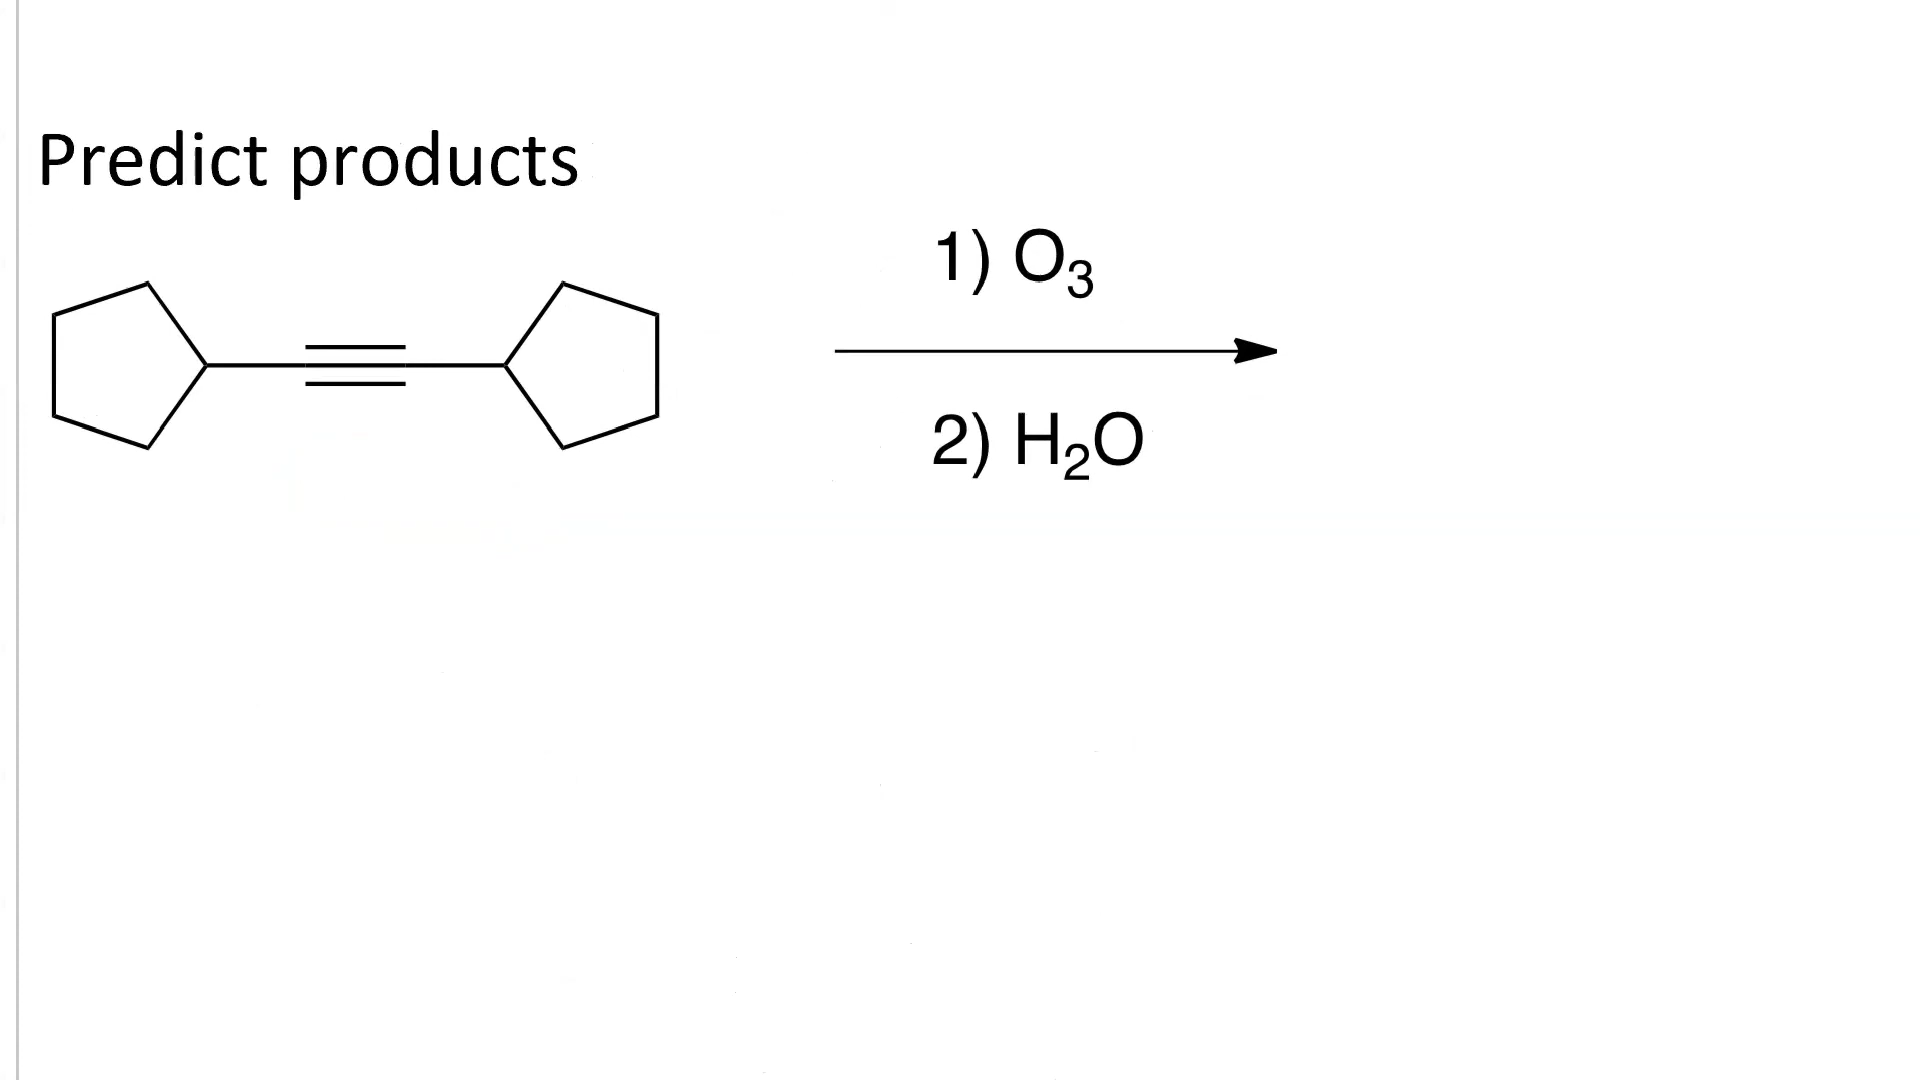 Predict products
1) O₃
2) H₂O